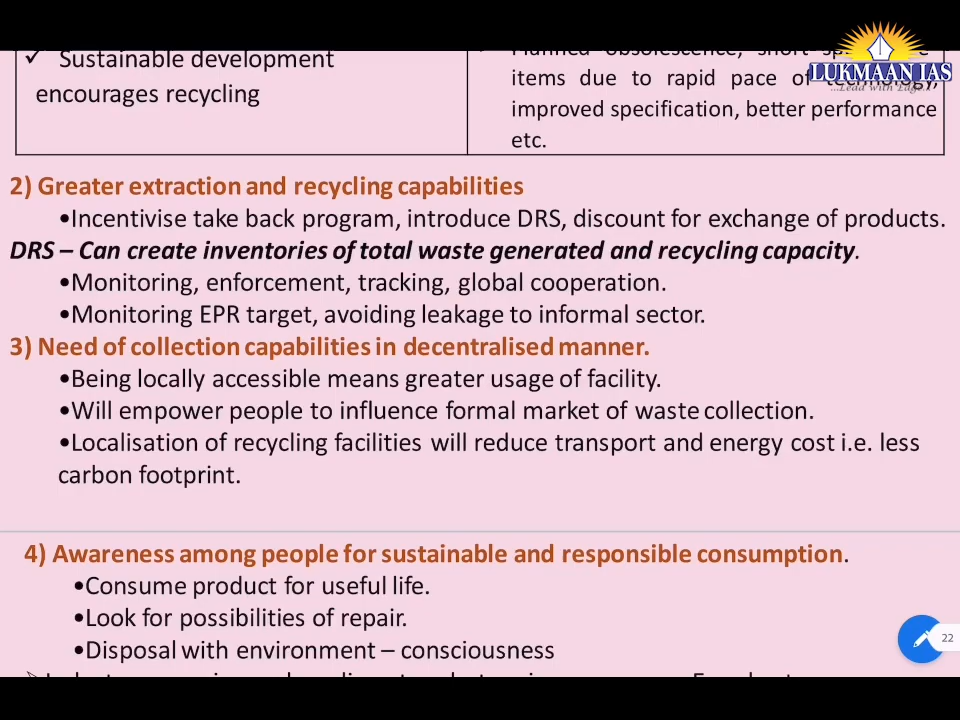 ✓ Sustainable development
encourages recycling
Planned obsolescence, short
items due to rapid pace of technology,
improved specification, better performance
etc.
LUKMAAN IAS
...Lead with Edge...
2) Greater extraction and recycling capabilities
•Incentivise take back program, introduce DRS, discount for exchange of products.
DRS – Can create inventories of total waste generated and recycling capacity.
•Monitoring, enforcement, tracking, global cooperation.
•Monitoring EPR target, avoiding leakage to informal sector.
3) Need of collection capabilities in decentralised manner.
•Being locally accessible means greater usage of facility.
•Will empower people to influence formal market of waste collection.
•Localisation of recycling facilities will reduce transport and energy cost i.e. less
carbon footprint.
4) Awareness among people for sustainable and responsible consumption.
•Consume product for useful life.
•Look for possibilities of repair.
•Disposal with environment – consciousness
22